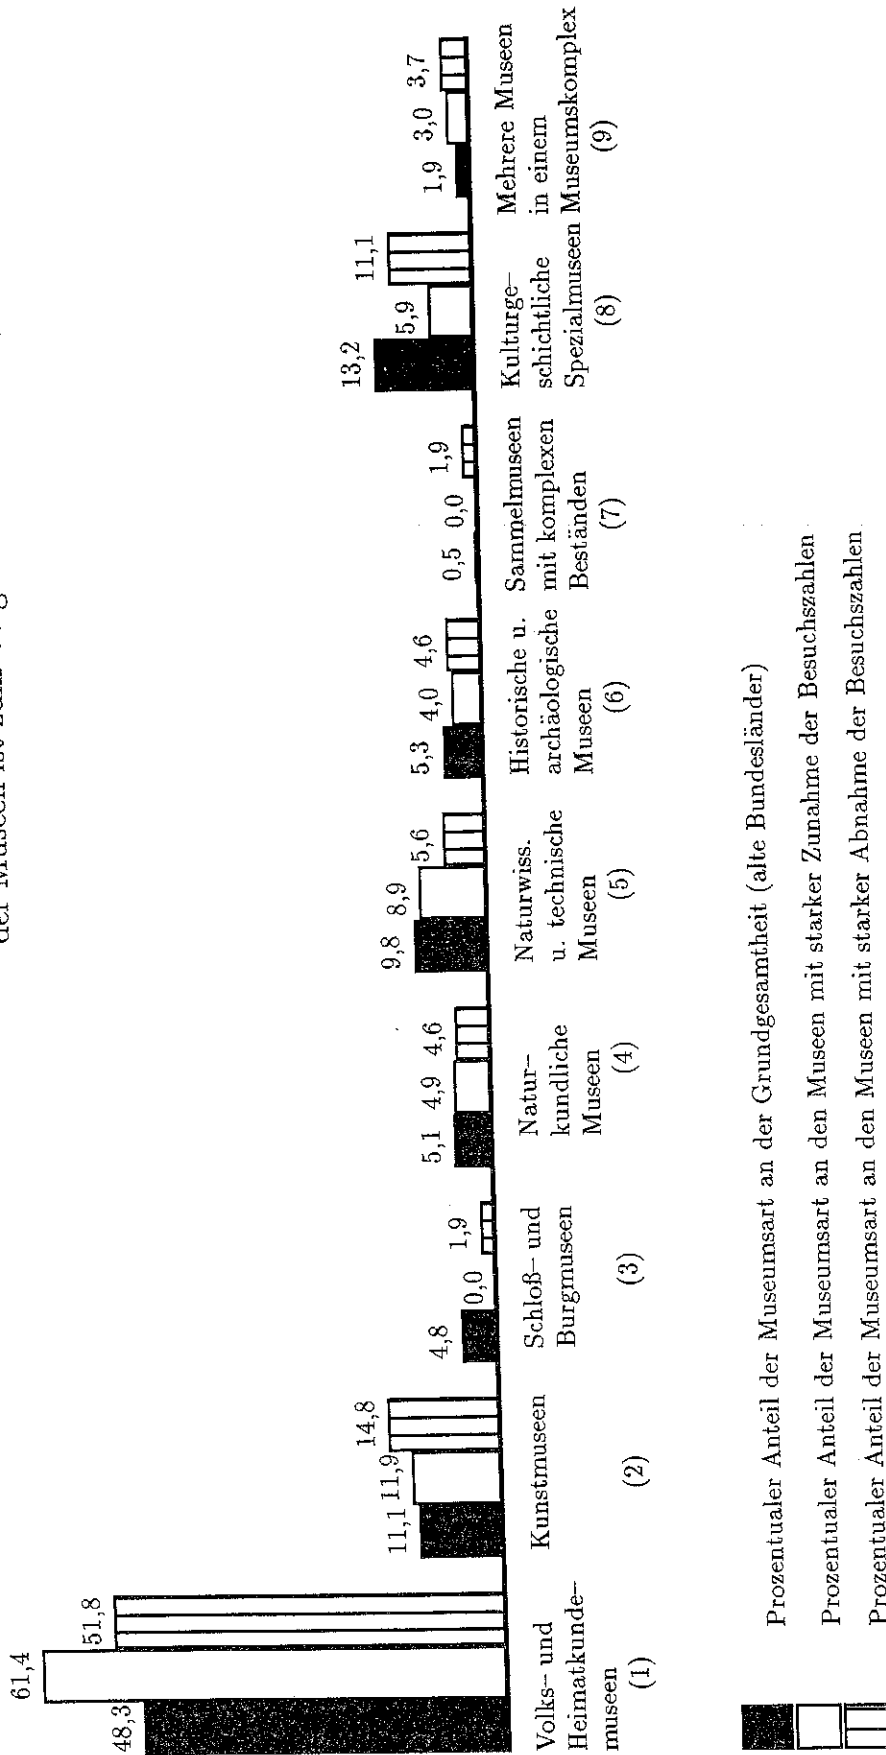 der Museen ist zum
61,4
48,3
51,8
11,1
11,9
14,8
4,8
0,0
1,9
5,1
4,9
4,6
9,8
8,9
5,6
5,3
4,0
4,6
0,5
0,0
1,9
13,2
5,9
11,1
1,9
3,0
3,7
Volks– und
Heimatkunde–
museen
(1)
Kunstmuseen
(2)
Schloß– und
Burgmuseen
(3)
Natur–
kundliche
Museen
(4)
Naturwiss.
u. technische
Museen
(5)
Historische u.
archäologische
Museen
(6)
Sammelmuseen
mit komplexen
Beständen
(7)
Kulturge–
schichtliche
Spezialmuseen
(8)
Mehrere Museen
in einem
Museumskomplex
(9)
Prozentualer Anteil der Museumsart an der Grundgesamtheit (alte Bundesländer)
Prozentualer Anteil der Museumsart an den Museen mit starker Zunahme der Besuchszahlen
Prozentualer Anteil der Museumsart an den Museen mit starker Abnahme der Besuchszahlen